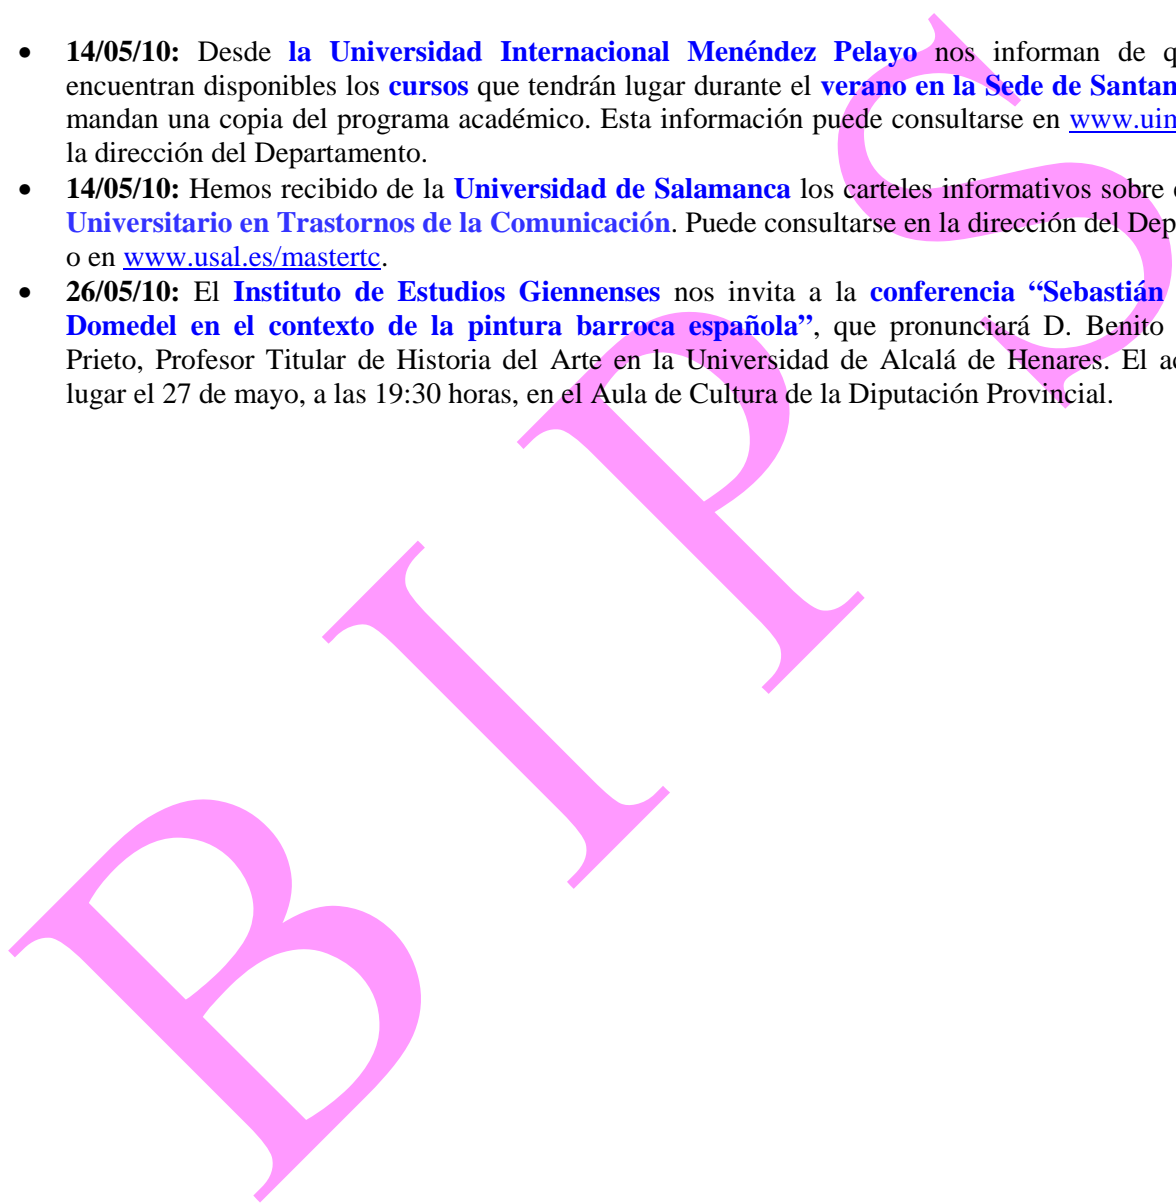 • 14/05/10: Desde la Universidad Internacional Menéndez Pelayo nos informan de q
encuentran disponibles los cursos que tendrán lugar durante el verano en la Sede de Santan
mandan una copia del programa académico. Esta información puede consultarse en www.uim
la dirección del Departamento.
• 14/05/10: Hemos recibido de la Universidad de Salamanca los carteles informativos sobre
Universitario en Trastornos de la Comunicación. Puede consultarse en la dirección del Dep
o en www.usal.es/mastertc.
• 26/05/10: El Instituto de Estudios Giennenses nos invita a la conferencia “Sebastián
Domedel en el contexto de la pintura barroca española”, que pronunciará D. Benito
Prieto, Profesor Titular de Historia del Arte en la Universidad de Alcalá de Henares. El
lugar el 27 de mayo, a las 19:30 horas, en el Aula de Cultura de la Diputación Provincial.
BIPS